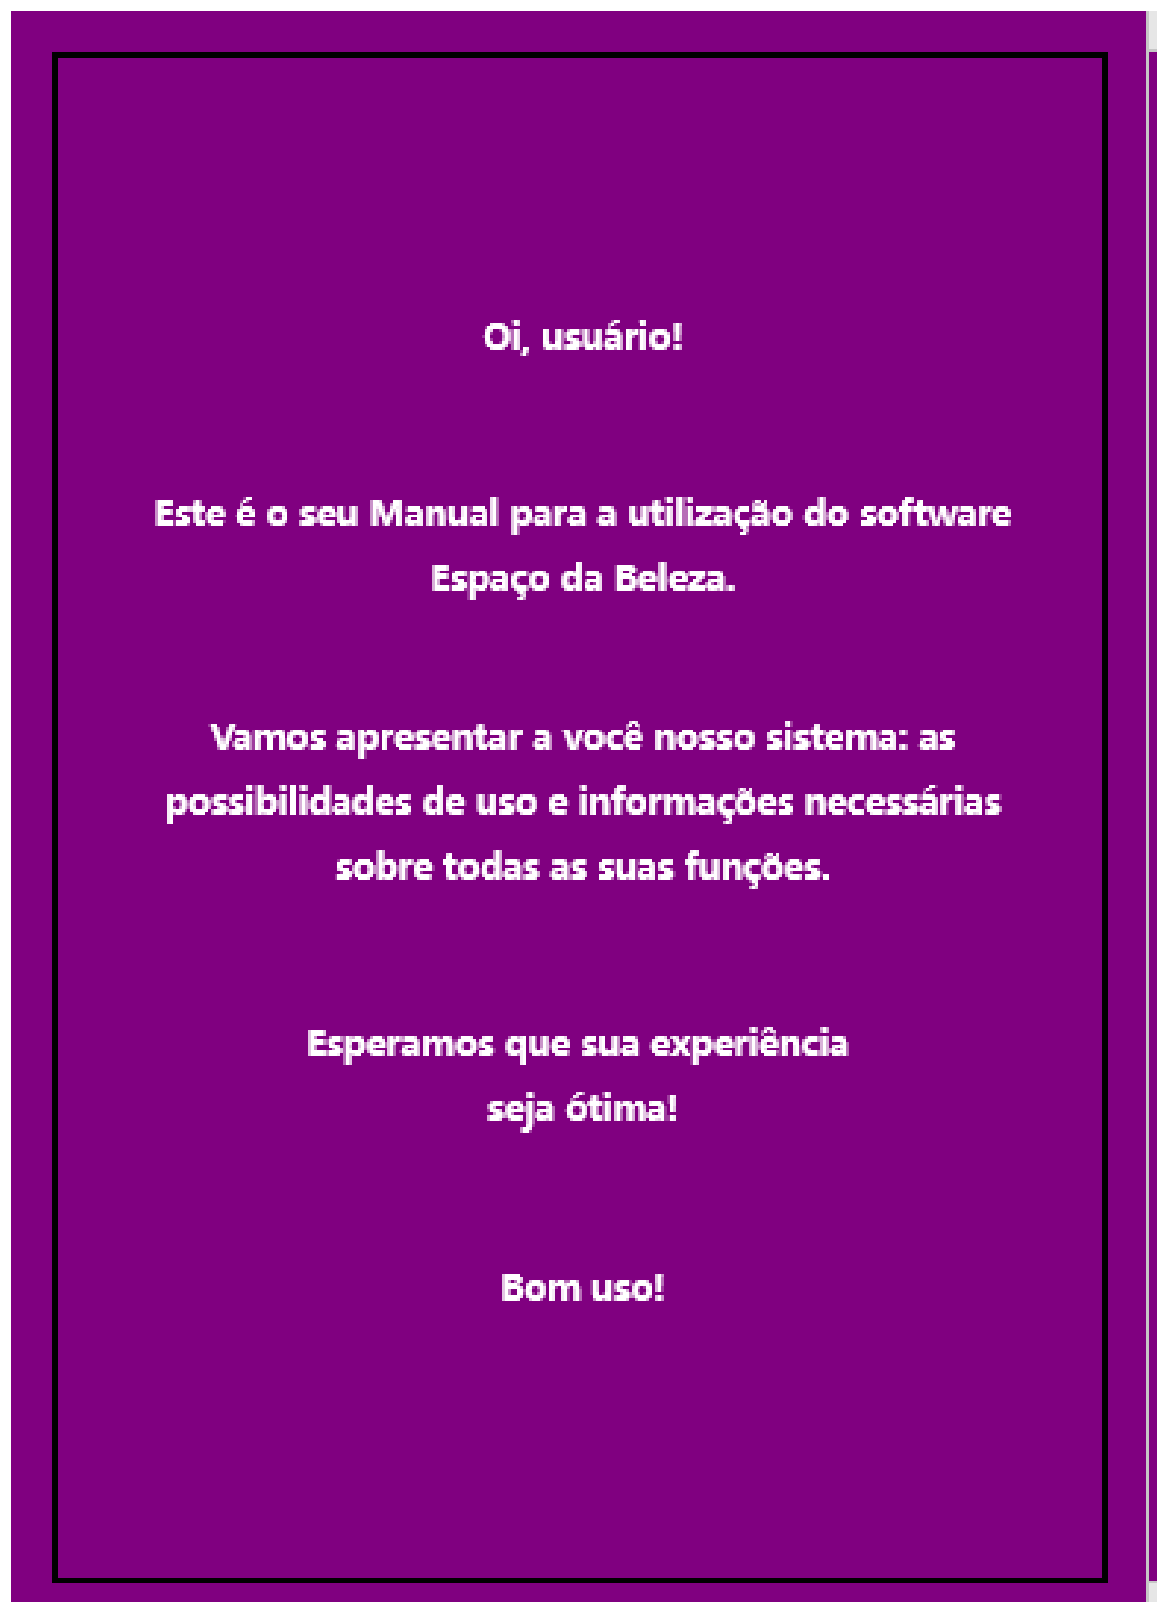 Oi, usuário!
Este é o seu Manual para a utilização do software
Espaço da Beleza.
Vamos apresentar a você nosso sistema: as
possibilidades de uso e informações necessárias
sobre todas as suas funções.
Esperamos que sua experiência
seja ótima!
Bom uso!